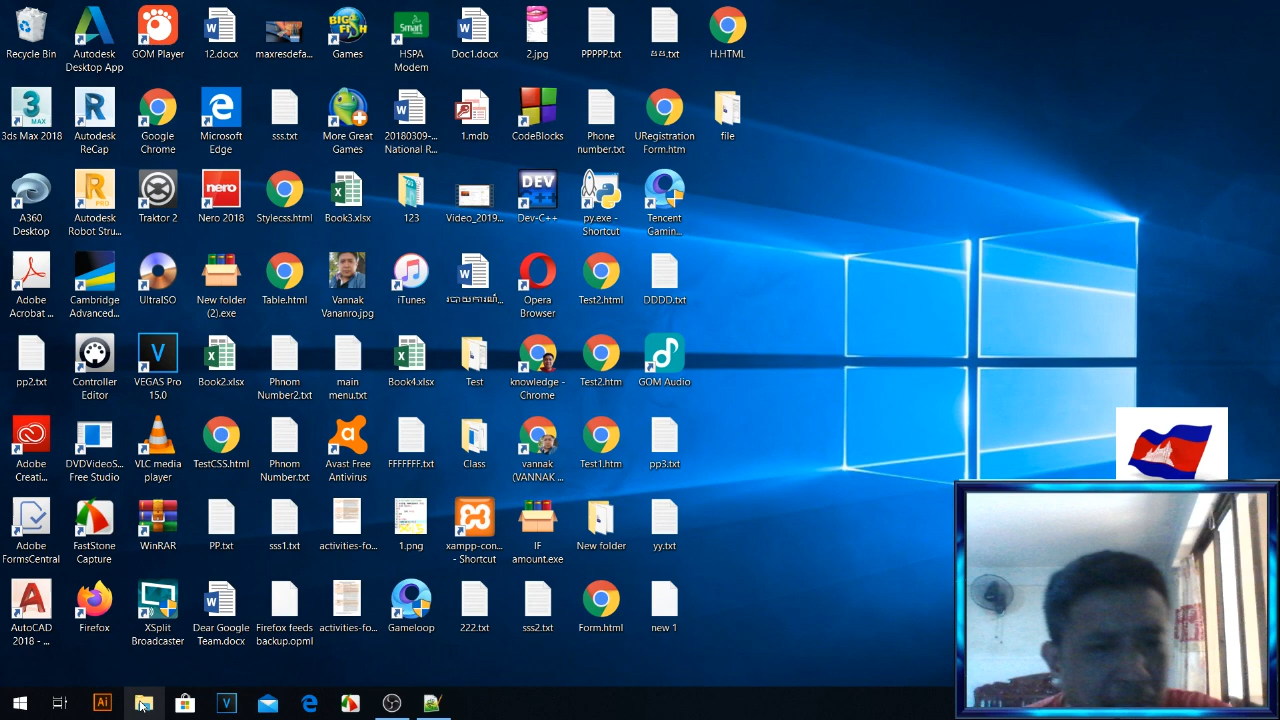 Recycle Bin
Autodesk
Desktop App
GOM Player
12.docx
maxresdefa...
BIG
FISH
Games
Smart
HSPA
Modem
Doc1.docx
2.jpg
PPPPP.txt
H.HTML
3ds Max 2018
Autodesk
ReCap
Google
Chrome
Microsoft
Edge
sss.txt
More Great
Games
20180309-...
National R...
1.mdb
CodeBlocks
Phone
number.txt
URegistration
Form.htm
file
A360
Desktop
Autodesk
Robot Stru...
Traktor 2
nero
Nero 2018
Stylecss.html
Book3.xlsx
123
Video_2019...
DEV
Dev-C++
py.exe -
Shortcut
Tencent
Gamin...
Adobe
Acrobat ...
Cambridge
Advanced...
UltraISO
New folder
(2).exe
Table.html
Vannak
Vananro.jpg
iTunes
Opera
Browser
Test2.html
DDDD.txt
pp2.txt
Controller
Editor
VEGAS Pro
15.0
Book2.xlsx
Phnom
Number2.txt
main
menu.txt
Book4.xlsx
Test
knowledge -
Chrome
Test2.htm
GOM Audio
Adobe
Creati...
DVDVideoS...
Free Studio
VLC media
player
TestCSS.html
Phnom
Number.txt
Avast Free
Antivirus
FFFFFFF.txt
Class
vannak
(VANNAK ...
Test1.htm
pp3.txt
Adobe
FormsCentral
FastStone
Capture
WinRAR
PP.txt
sss1.txt
activities-fo...
1.png
xampp-con...
- Shortcut
IF
amount.exe
New folder
yy.txt
AutoCAD
2018 - ...
Firefox
XSplit
Broadcaster
Dear Google
Team.docx
Firefox feeds
backup.opml
activities-fo...
Gameloop
222.txt
sss2.txt
Form.html
new 1